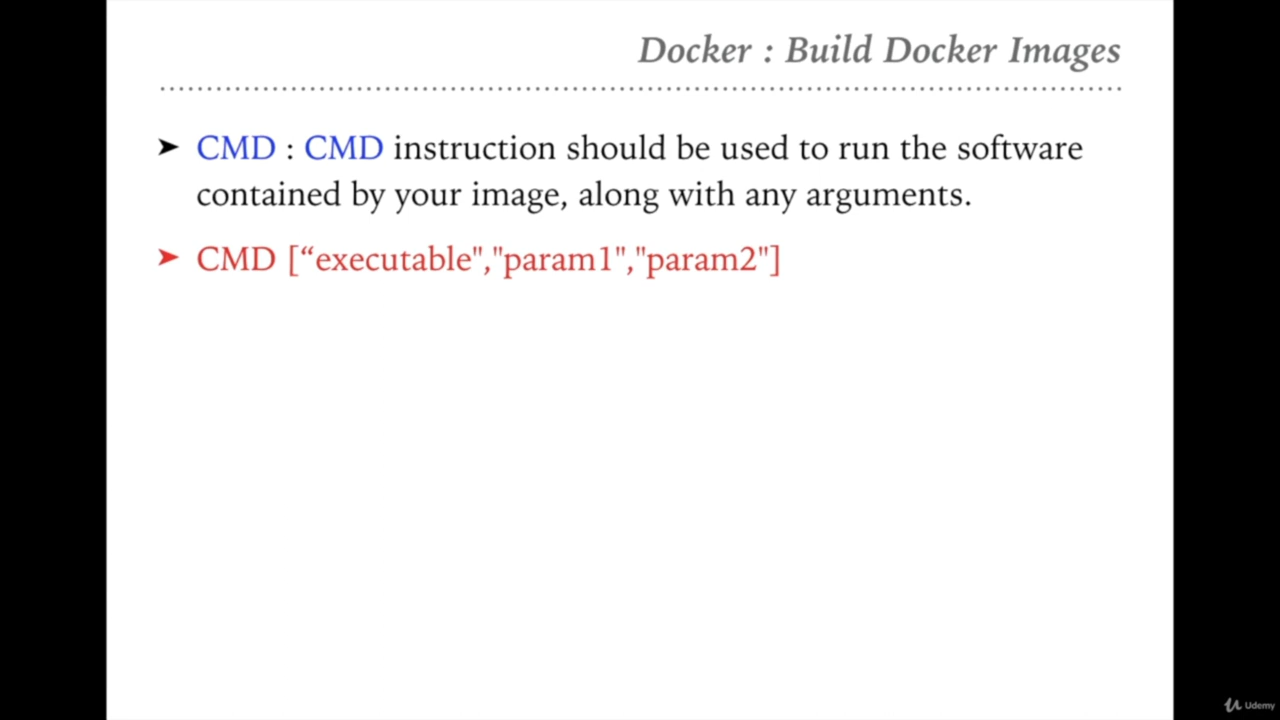 Docker : Build Docker Images
➤ CMD : CMD instruction should be used to run the software
contained by your image, along with any arguments.
➤ CMD [“executable","param1","param2"]
Udemy